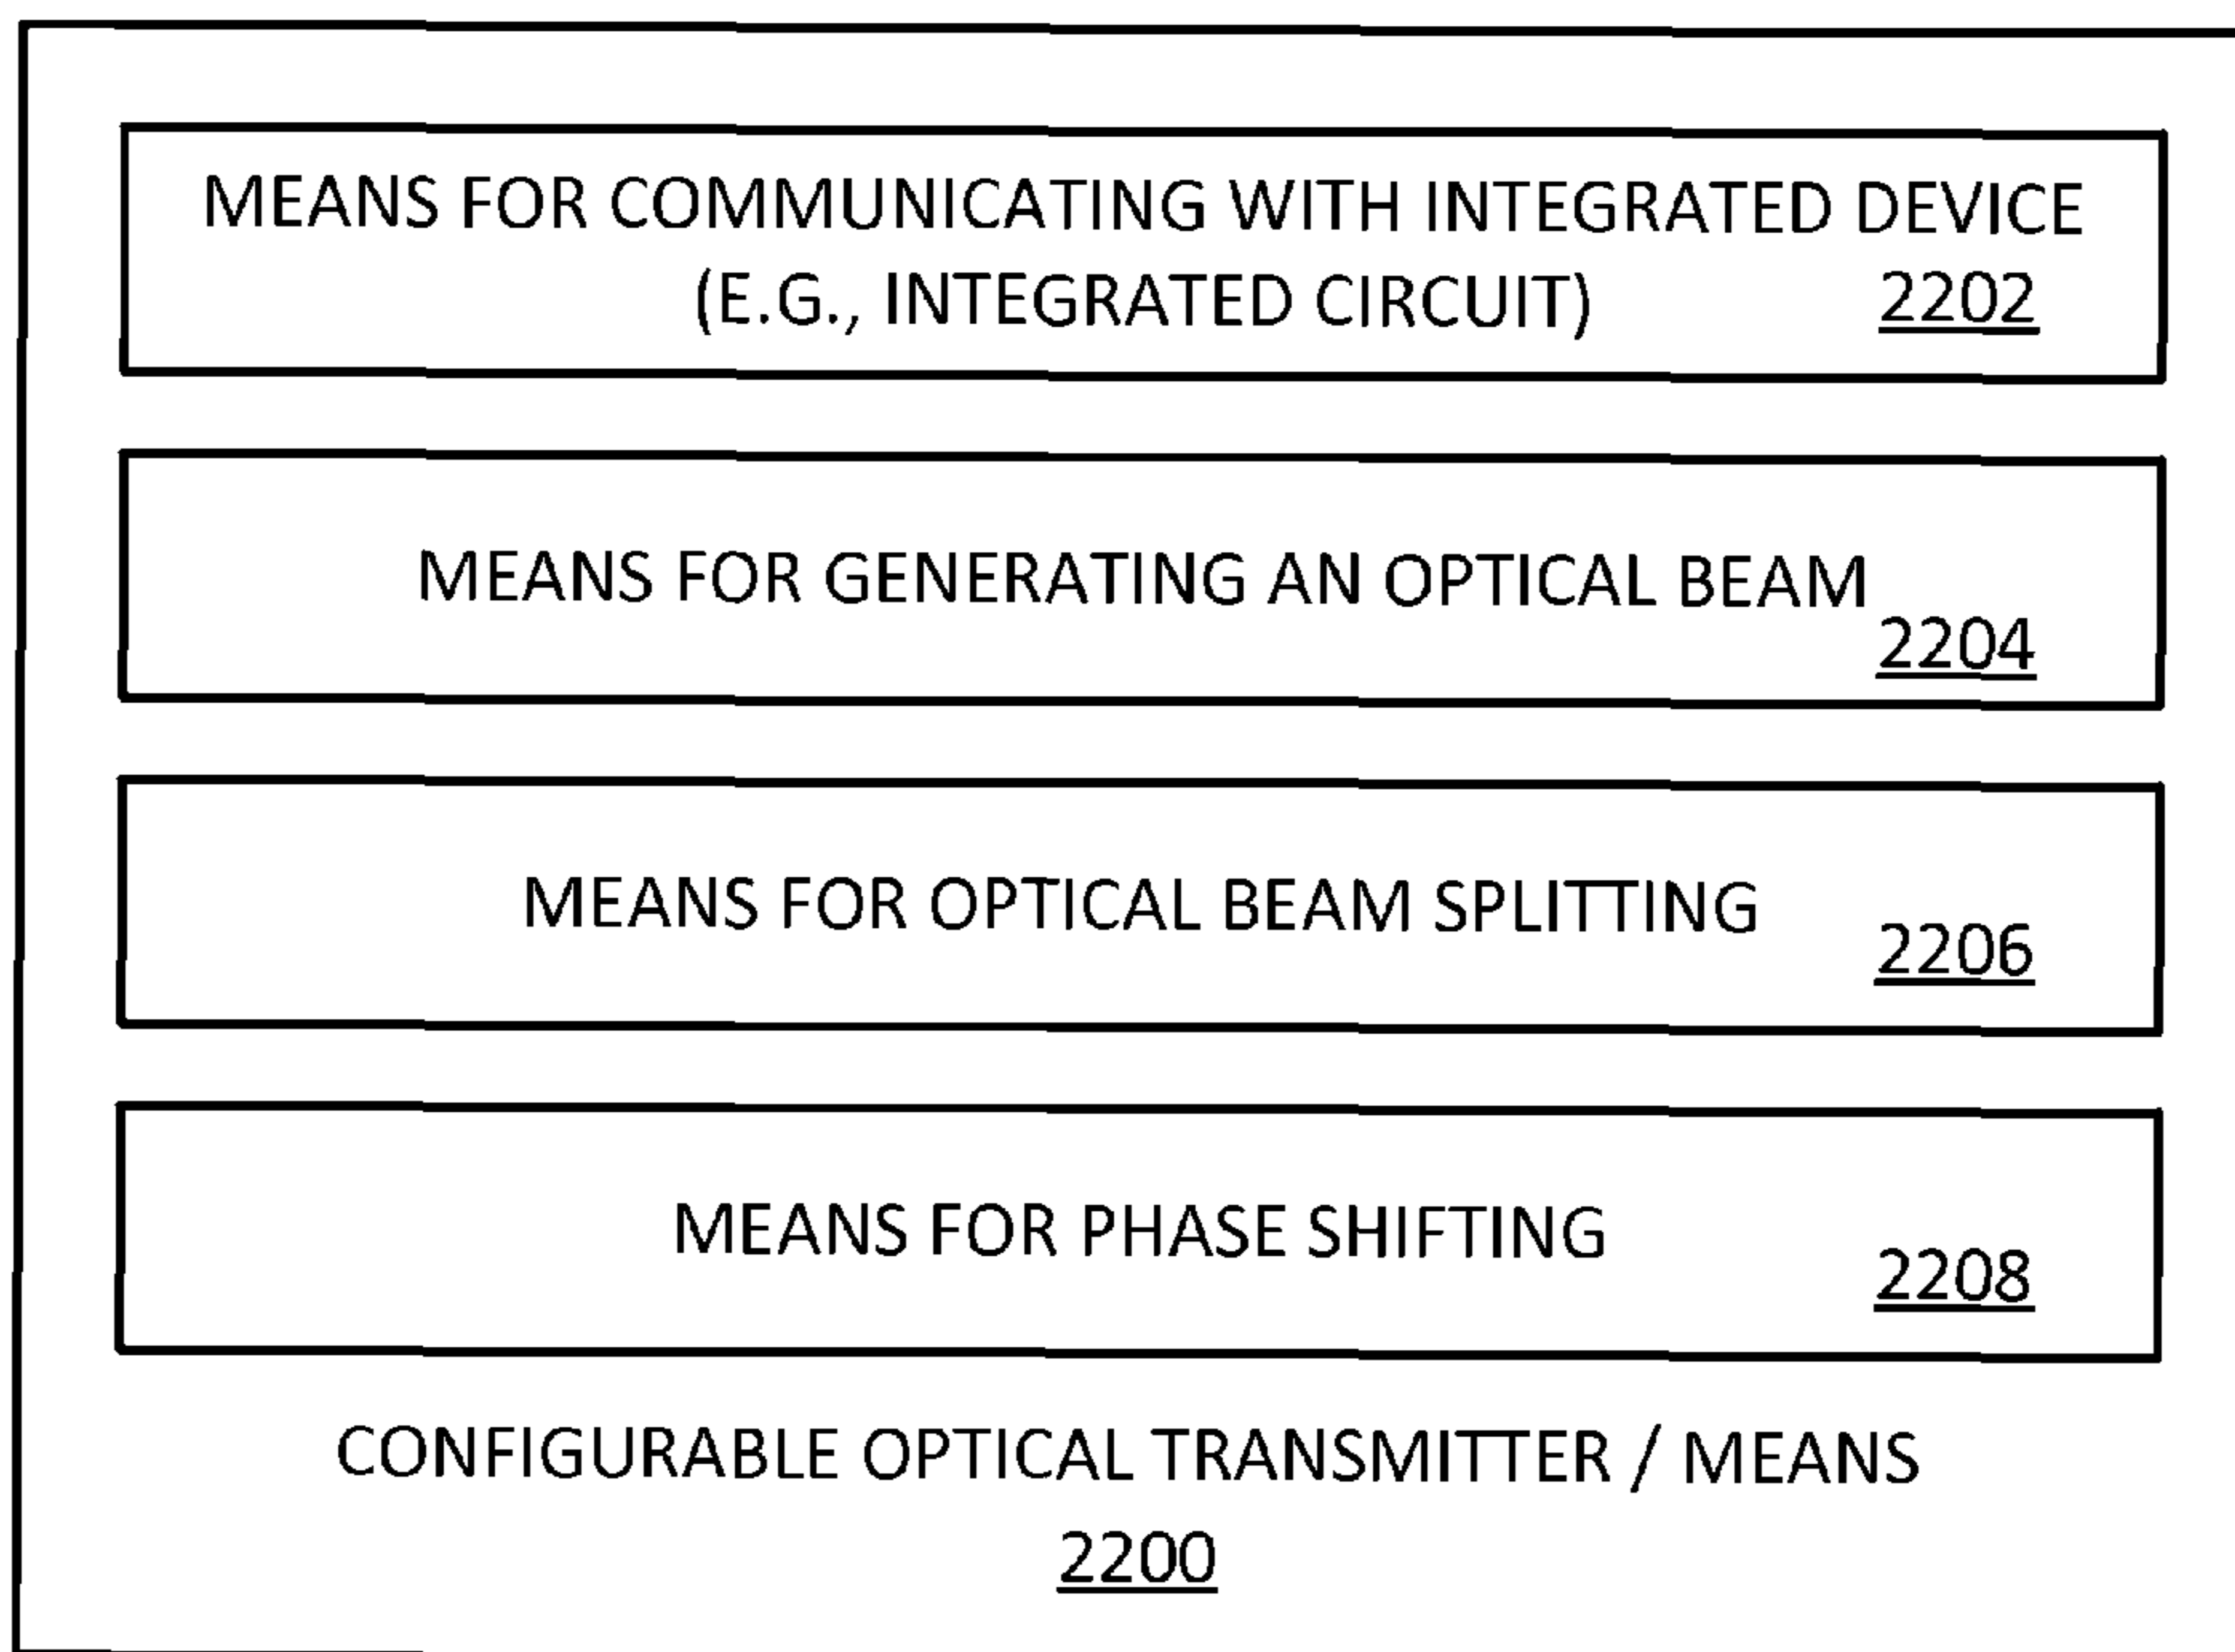 MEANS FOR COMMUNICATING WITH INTEGRATED DEVICE
(E.G., INTEGRATED CIRCUIT) 2202
MEANS FOR GENERATING AN OPTICAL BEAM
2204
MEANS FOR OPTICAL BEAM SPLITTING
2206
MEANS FOR PHASE SHIFTING
2208
CONFIGURABLE OPTICAL TRANSMITTER / MEANS
2200